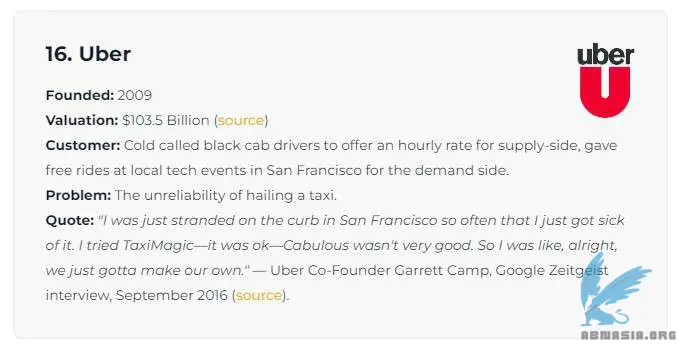 16. Uber
uber
U
Founded: 2009
Valuation: $103.5 Billion (source)
Customer: Cold called black cab drivers to offer an hourly rate for supply-side, gave
free rides at local tech events in San Francisco for the demand side.
Problem: The unreliability of hailing a taxi.
Quote: "I was just stranded on the curb in San Francisco so often that I just got sick
of it. I tried TaxiMagic—it was ok—Cabulous wasn't very good. So I was like, alright,
we just gotta make our own." — Uber Co-Founder Garrett Camp, Google Zeitgeist
interview, September 2016 (source).
ABMASIA.ORG